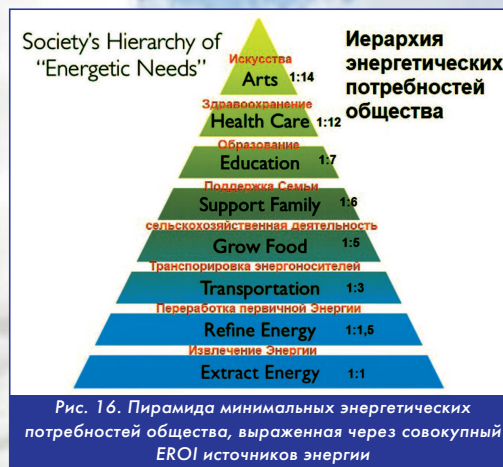 Society's Hierarchy of
"Energetic Needs"
Иерархия
энергетических
потребностей
общества
Искусства
Arts 1:14
Здравоохранение
Health Care 1:12
Образование
Education 1:7
Поддержка Семьи
Support Family 1:6
сельскохозяйственная деятельность
Grow Food 1:5
Транспорировка энергоносителей
Transportation 1:3
Переработка первичной Энергии
Refine Energy 1:1,5
Извлечение Энергии
Extract Energy 1:1
Рис. 16. Пирамида минимальных энергетических
потребностей общества, выраженная через совокупный
EROI источников энергии